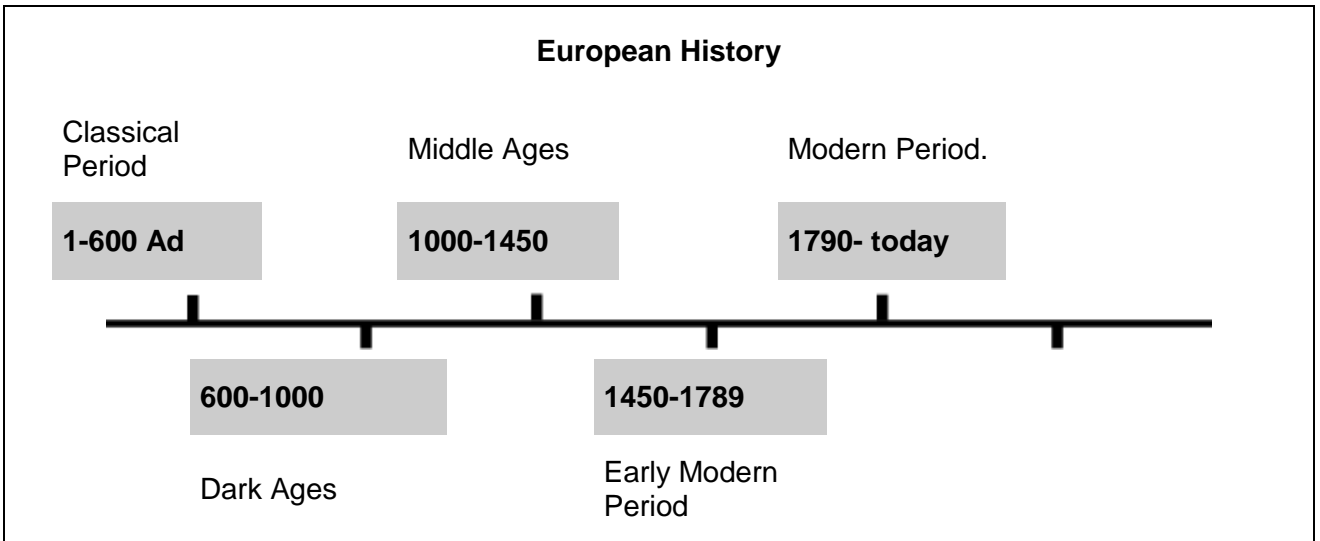 European History
Classical
Period
Middle Ages
Modern Period.
1-600 Ad
1000-1450
1790- today
600-1000
1450-1789
Dark Ages
Early Modern
Period